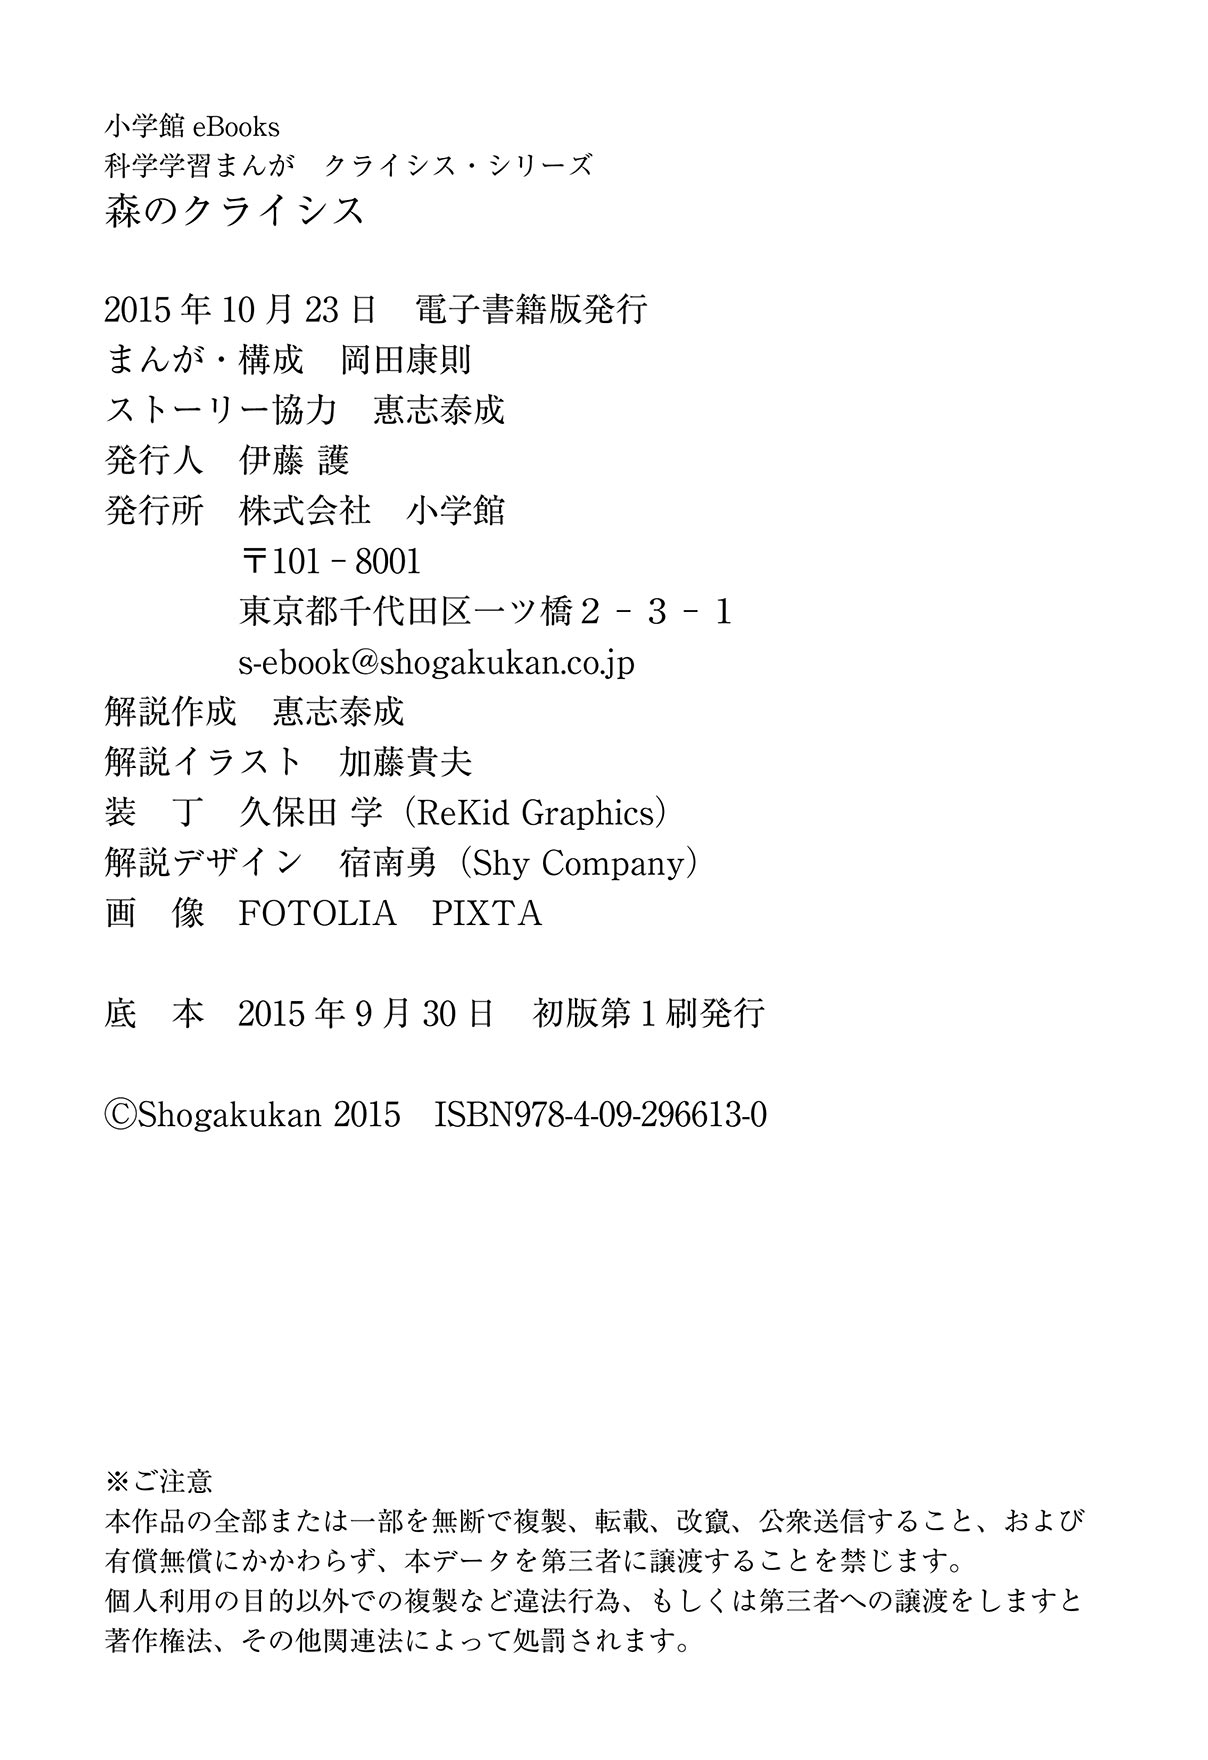 小学館 eBooks
科学学習まんが　クライシス・シリーズ
森のクライシス
2015 年 10 月 23 日　電子書籍版発行
まんが・構成　岡田康則
ストーリー協力　惠志泰成
発行人　伊藤 護
発行所　株式会社　小学館
〒101－8001
東京都千代田区一ツ橋２－３－１
s-ebook@shogakukan.co.jp
解説作成　惠志泰成
解説イラスト　加藤貴夫
装　丁　久保田 学（ReKid Graphics）
解説デザイン　宿南勇（Shy Company）
画　像　FOTOLIA　PIXTA
底　本　2015 年 9 月 30 日　初版第 1 刷発行
ⒸShogakukan 2015　ISBN978-4-09-296613-0
※ご注意
本作品の全部または一部を無断で複製、転載、改竄、公衆送信すること、および
有償無償にかかわらず、本データを第三者に譲渡することを禁じます。
個人利用の目的以外での複製など違法行為、もしくは第三者への譲渡をしますと
著作権法、その他関連法によって処罰されます。